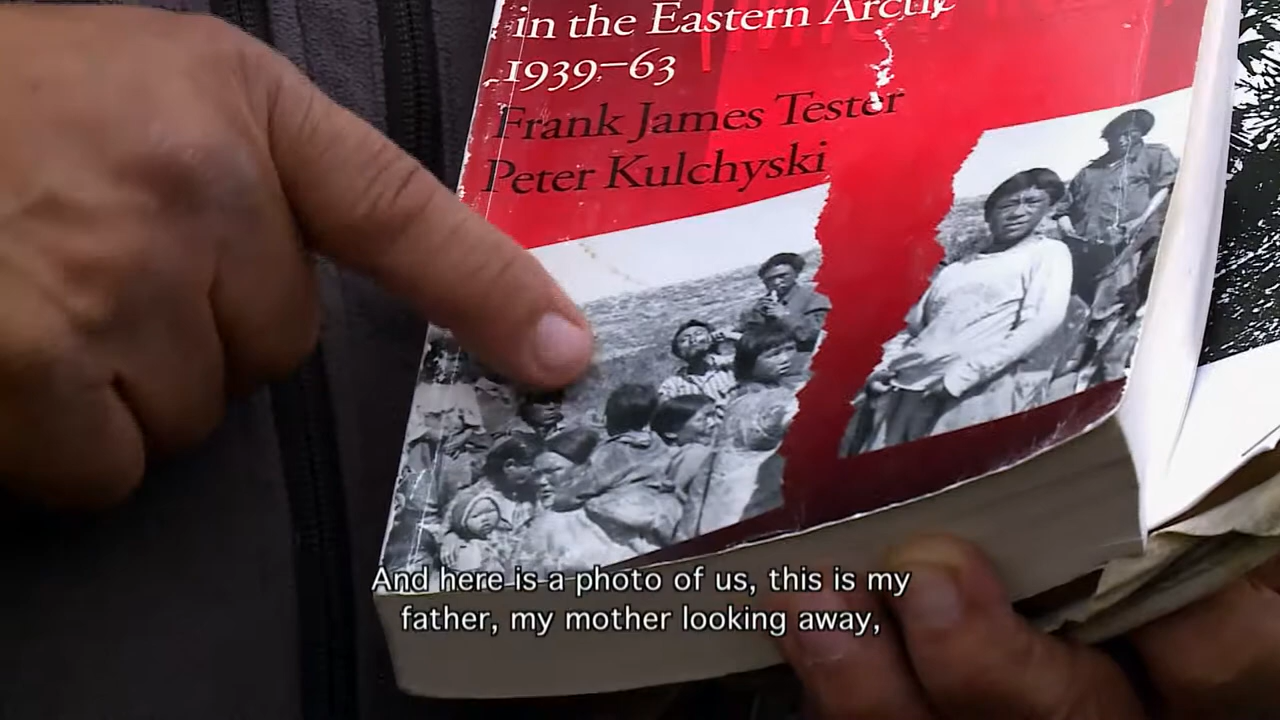 in the Eastern Arctic
1939–63
Frank James Tester
Peter Kulchyski
And here is a photo of us, this is my
father, my mother looking away,